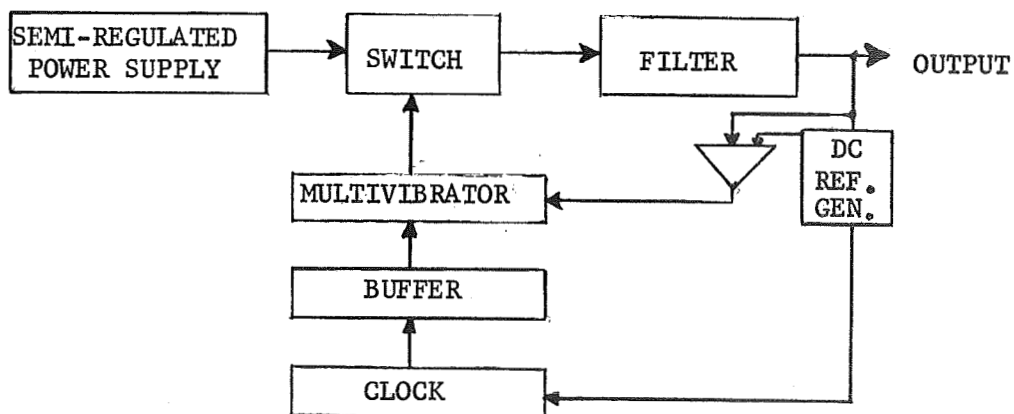 SEMI-REGULATED
POWER SUPPLY
SWITCH
FILTER
OUTPUT
DC
REF.
GEN.
MULTIVIBRATOR
BUFFER
CLOCK